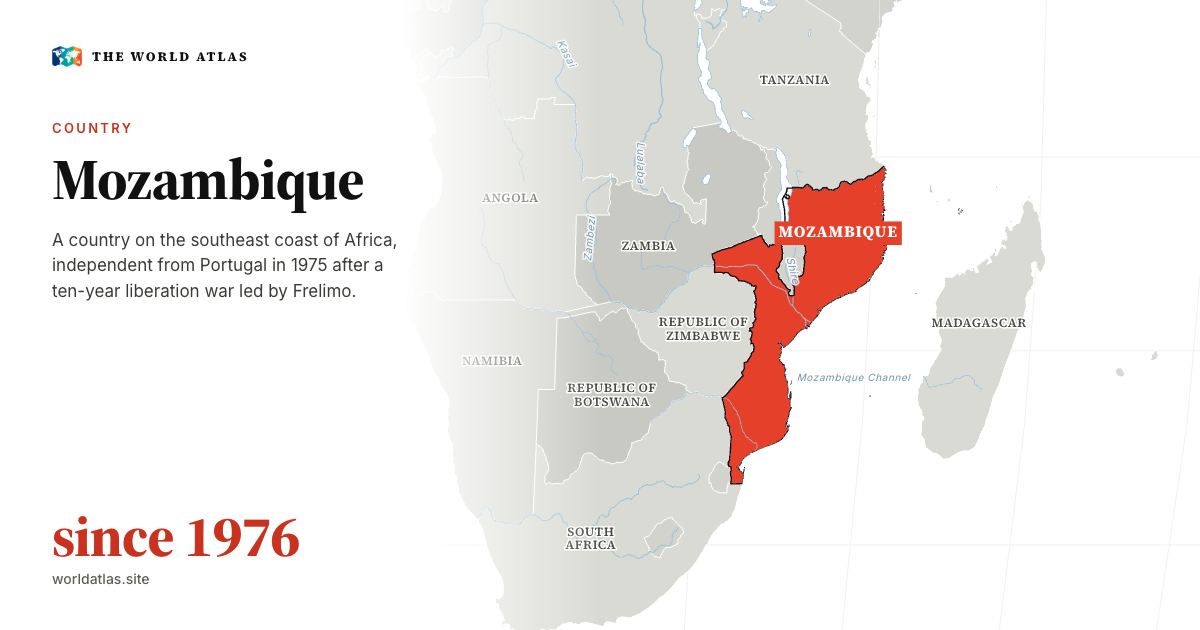 THE WORLD ATLAS
COUNTRY
Mozambique
A country on the southeast coast of Africa,
independent from Portugal in 1975 after a
ten-year liberation war led by Frelimo.
since 1976
worldatlas.site
Kasai
TANZANIA
Lualaba
ANGOLA
Zambezi
ZAMBIA
MOZAMBIQUE
Shire
REPUBLIC OF
ZIMBABWE
MADAGASCAR
NAMIBIA
REPUBLIC OF
BOTSWANA
Mozambique Channel
SOUTH
AFRICA